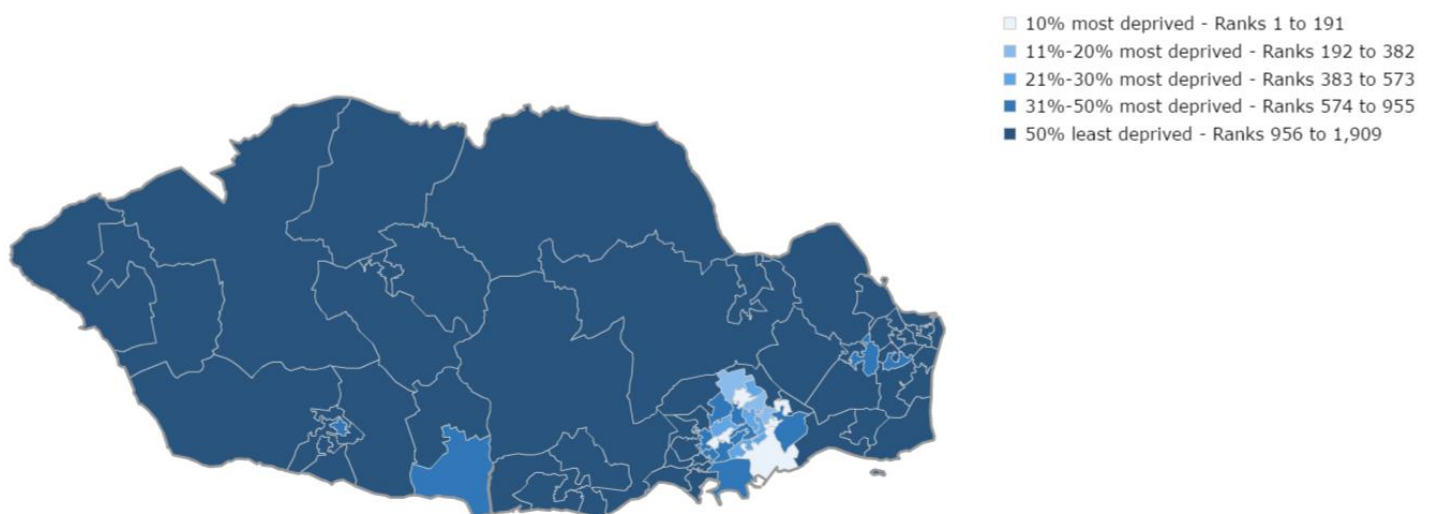 10% most deprived - Ranks 1 to 191
11%-20% most deprived - Ranks 192 to 382
21%-30% most deprived - Ranks 383 to 573
31%-50% most deprived - Ranks 574 to 955
50% least deprived - Ranks 956 to 1,909